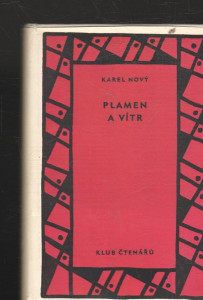 KAREL NOVÝ
PLAMEN
A VÍTR
KLUB ČTENÁŘŮ